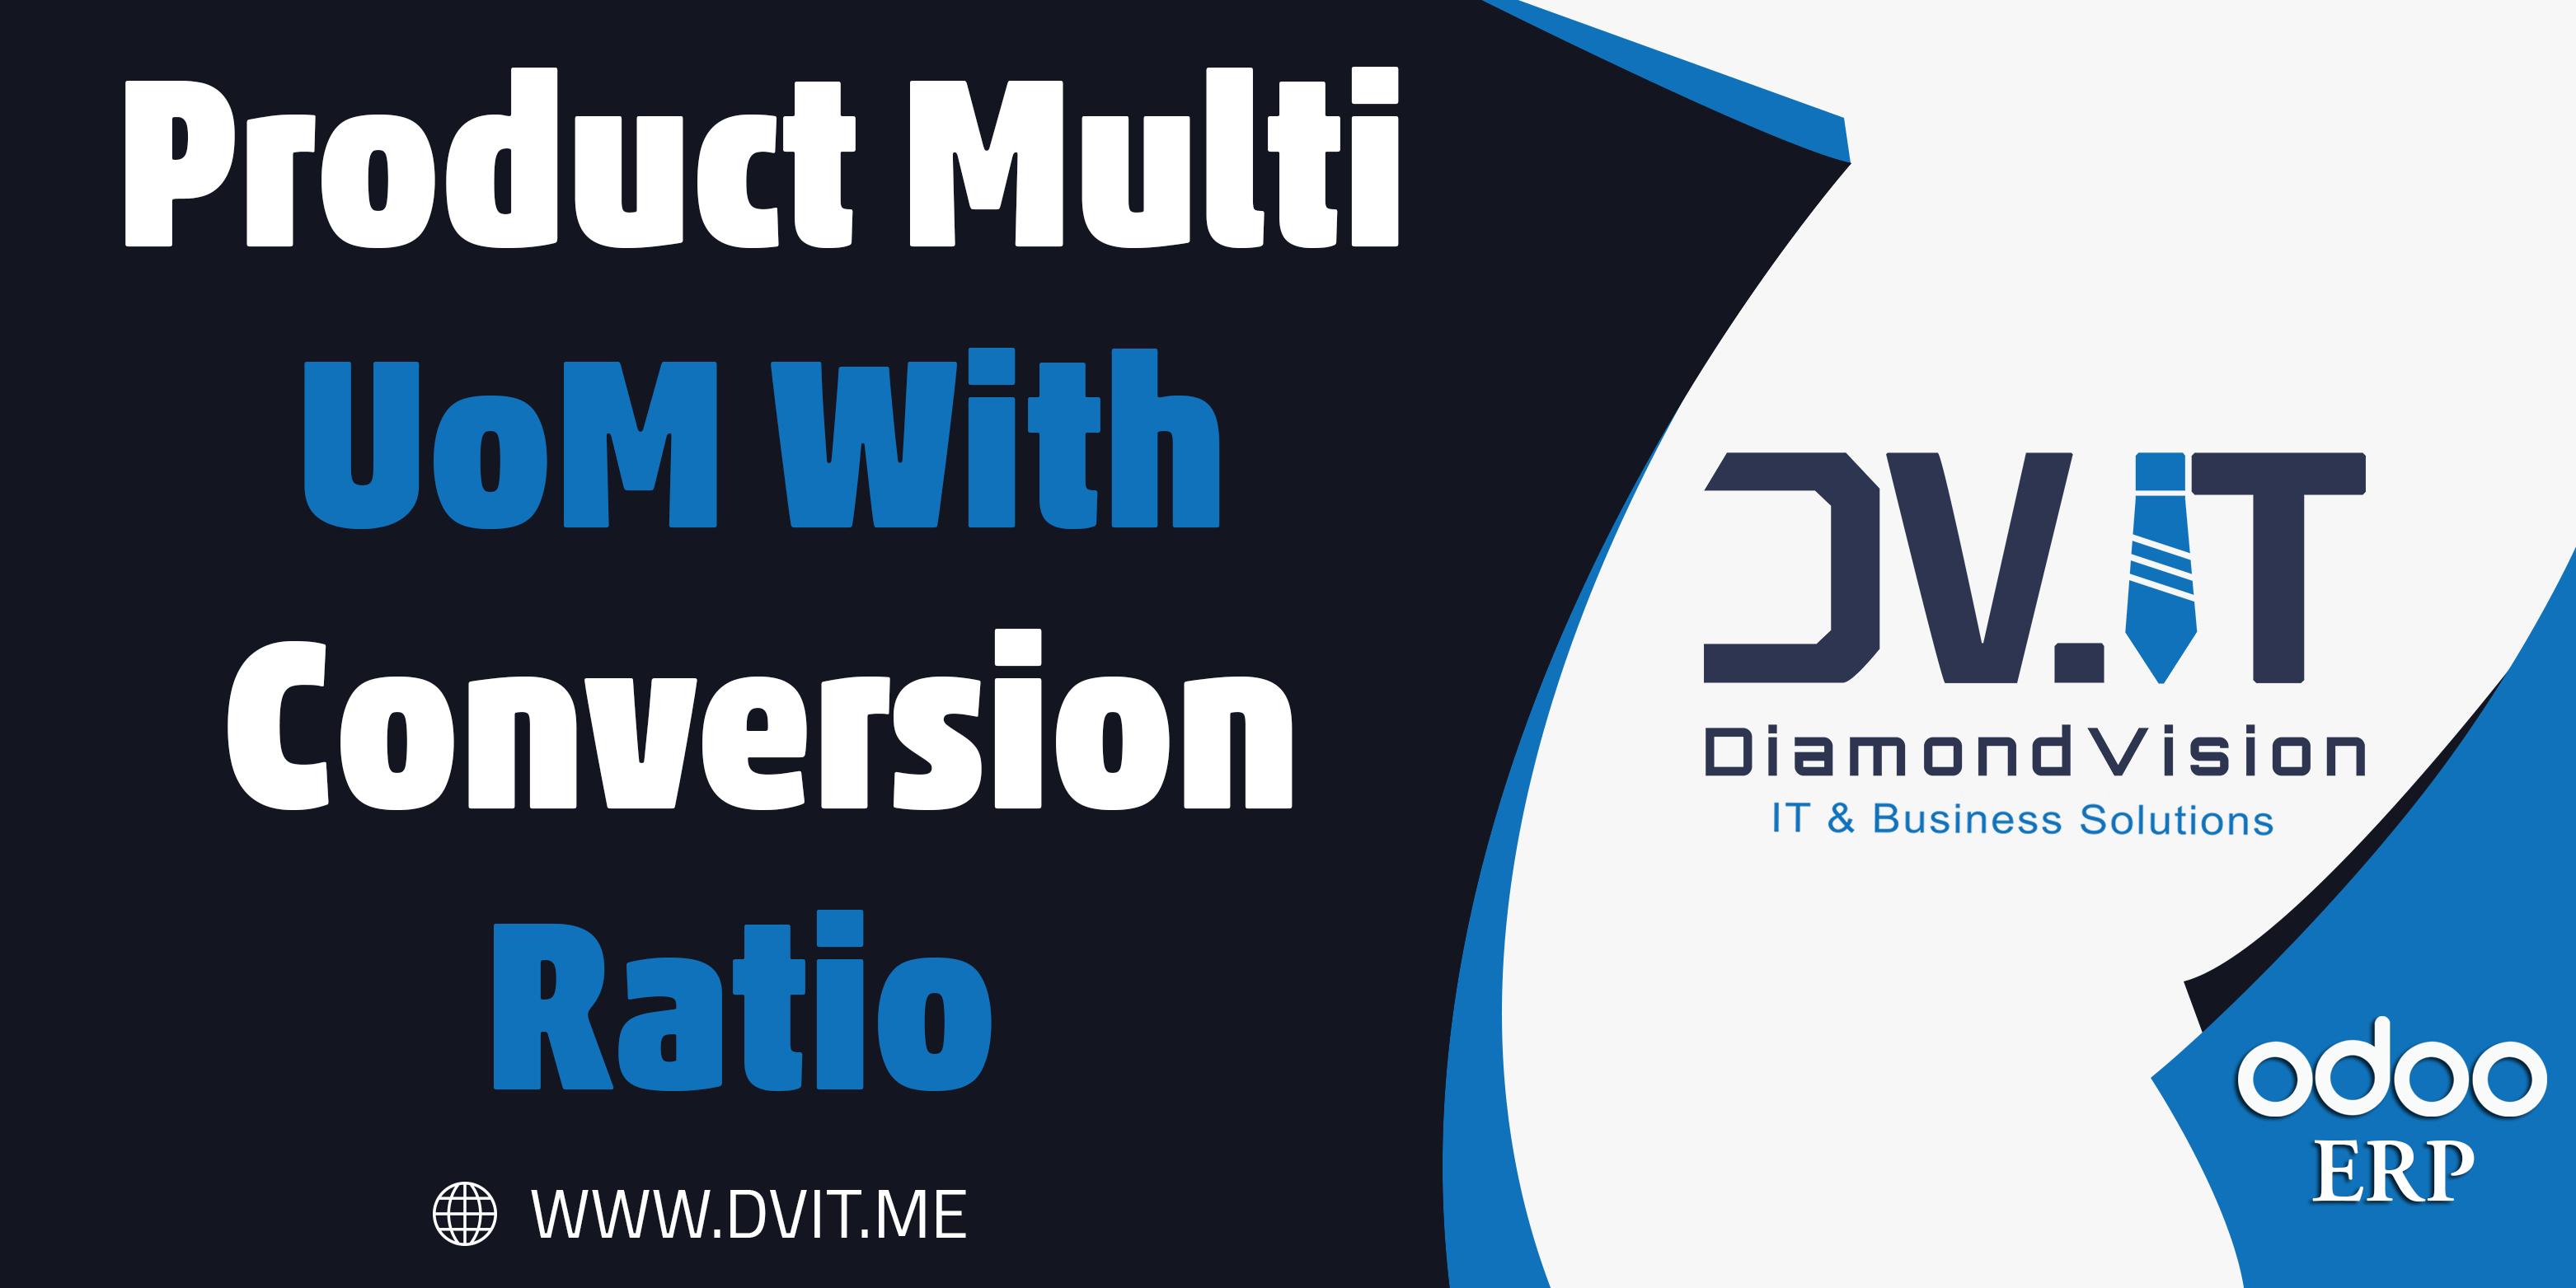 Product Multi
UoM With
Conversion
Ratio
WWW.DVIT.ME
DV.iT
DiamondVision
IT & Business Solutions
odoo
ERP